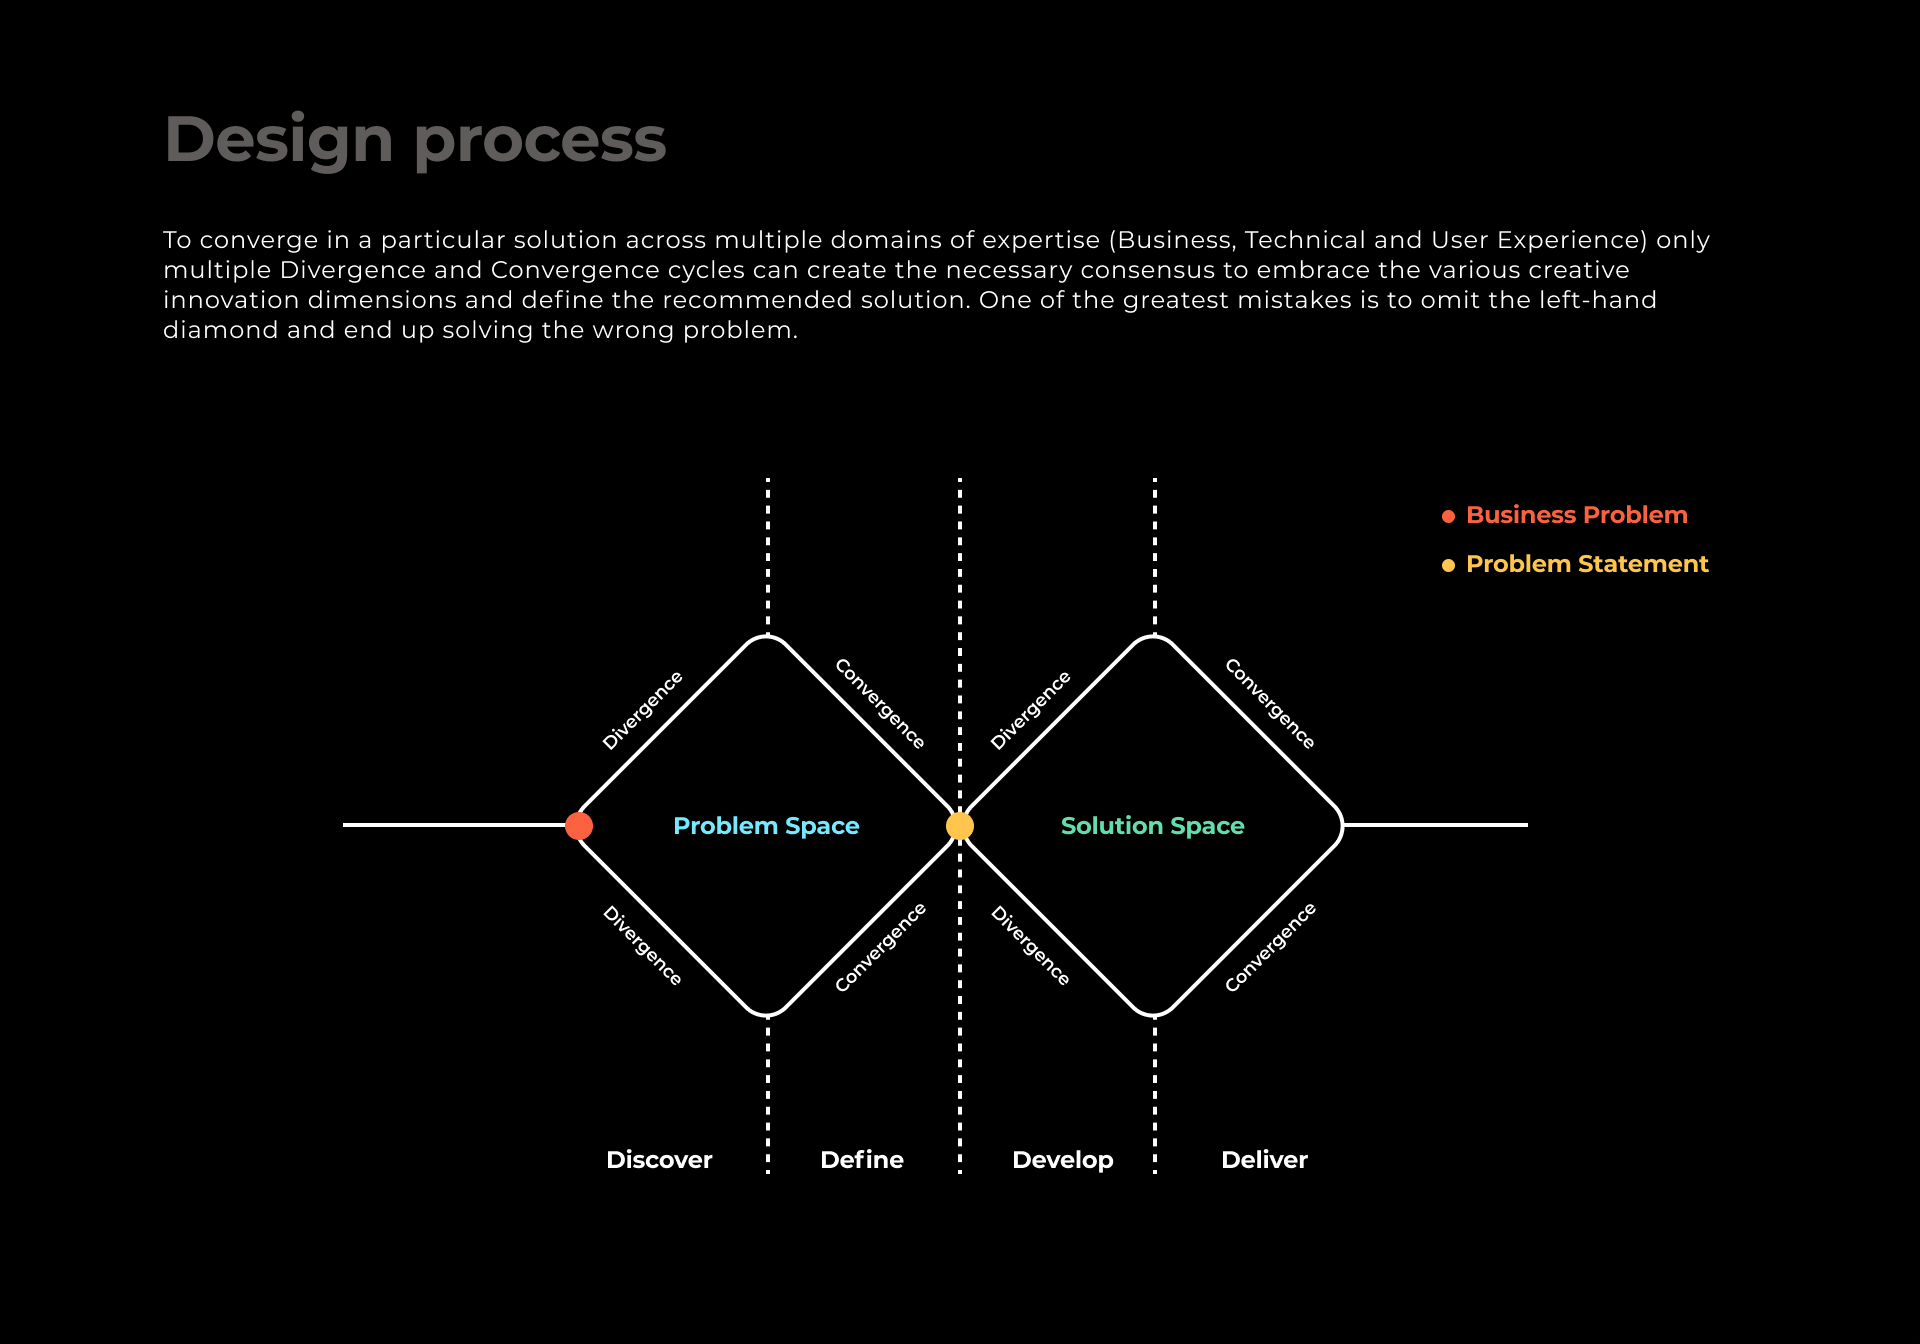 Design process
To converge in a particular solution across multiple domains of expertise (Business, Technical and User Experience) only
multiple Divergence and Convergence cycles can create the necessary consensus to embrace the various creative
innovation dimensions and define the recommended solution. One of the greatest mistakes is to omit the left-hand
diamond and end up solving the wrong problem.
Business Problem
Problem Statement
Divergence
Convergence
Divergence
Convergence
Problem Space
Solution Space
Divergence
Convergence
Divergence
Convergence
Discover
Define
Develop
Deliver